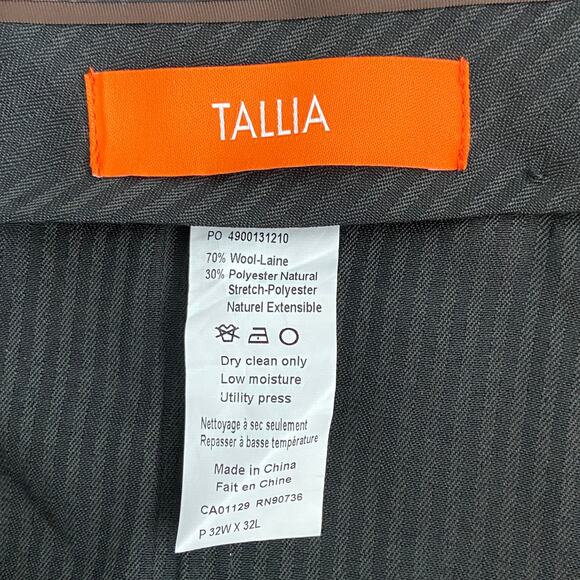 TALLIA
PO 4900131210
70% Wool-Laine
30% Polyester Natural
Stretch-Polyester
Naturel Extensible
Dry clean only
Low moisture
Utility press
Nettoyage à sec seulement
Repasser à basse température
Made in China
Fait en Chine
CA01129 RN90736
P 32W X 32L